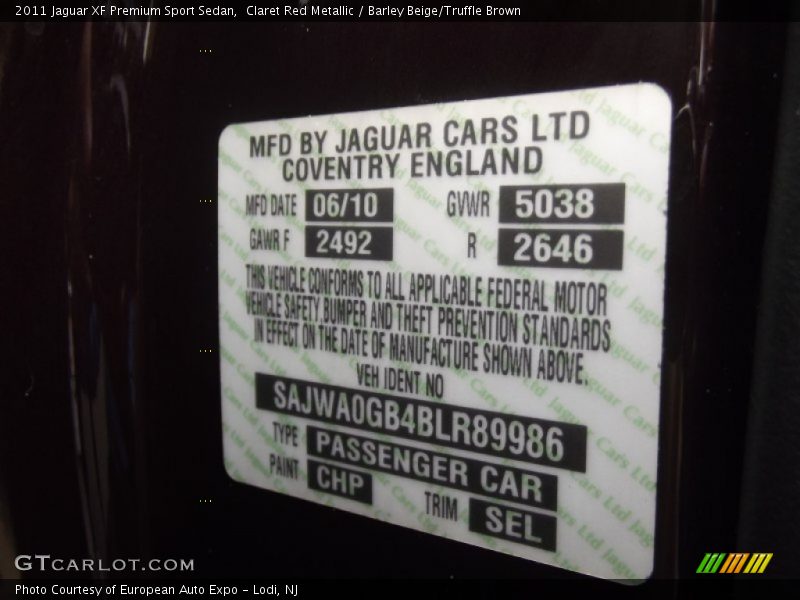 2011 Jaguar XF Premium Sport Sedan,  Claret Red Metallic / Barley Beige/Truffle Brown
MFD BY JAGUAR CARS LTD
COVENTRY ENGLAND
MFD DATE 06/10 GVWR 5038
GAWR F 2492 R 2646
THIS VEHICLE CONFORMS TO ALL APPLICABLE FEDERAL MOTOR
VEHICLE SAFETY, BUMPER AND THEFT PREVENTION STANDARDS
IN EFFECT ON THE DATE OF MANUFACTURE SHOWN ABOVE.
VEH IDENT NO
SAJWA0GB4BLR89986
TYPE PASSENGER CAR
PAINT CHP TRIM SEL
GTCARLOT.COM
Photo Courtesy of European Auto Expo - Lodi, NJ